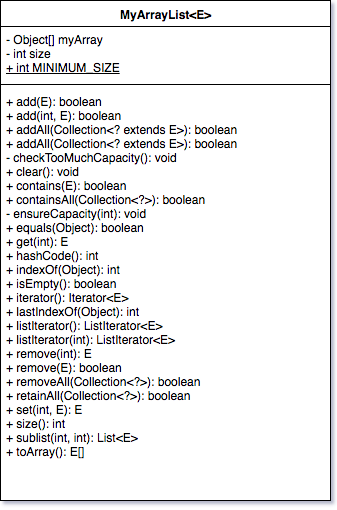 MyArrayList<E>
- Object[] myArray
- int size
+ int MINIMUM_SIZE
+ add(E): boolean
+ add(int, E): boolean
+ addAll(Collection<? extends E>): boolean
+ addAll(Collection<? extends E>): boolean
- checkTooMuchCapacity(): void
+ clear(): void
+ contains(E): boolean
+ containsAll(Collection<?>): boolean
- ensureCapacity(int): void
+ equals(Object): boolean
+ get(int): E
+ hashCode(): int
+ indexOf(Object): int
+ isEmpty(): boolean
+ iterator(): Iterator<E>
+ lastIndexOf(Object): int
+ listIterator(): ListIterator<E>
+ listIterator(int): ListIterator<E>
+ remove(int): E
+ remove(E): boolean
+ removeAll(Collection<?>): boolean
+ retainAll(Collection<?>): boolean
+ set(int, E): E
+ size(): int
+ sublist(int, int): List<E>
+ toArray(): E[]